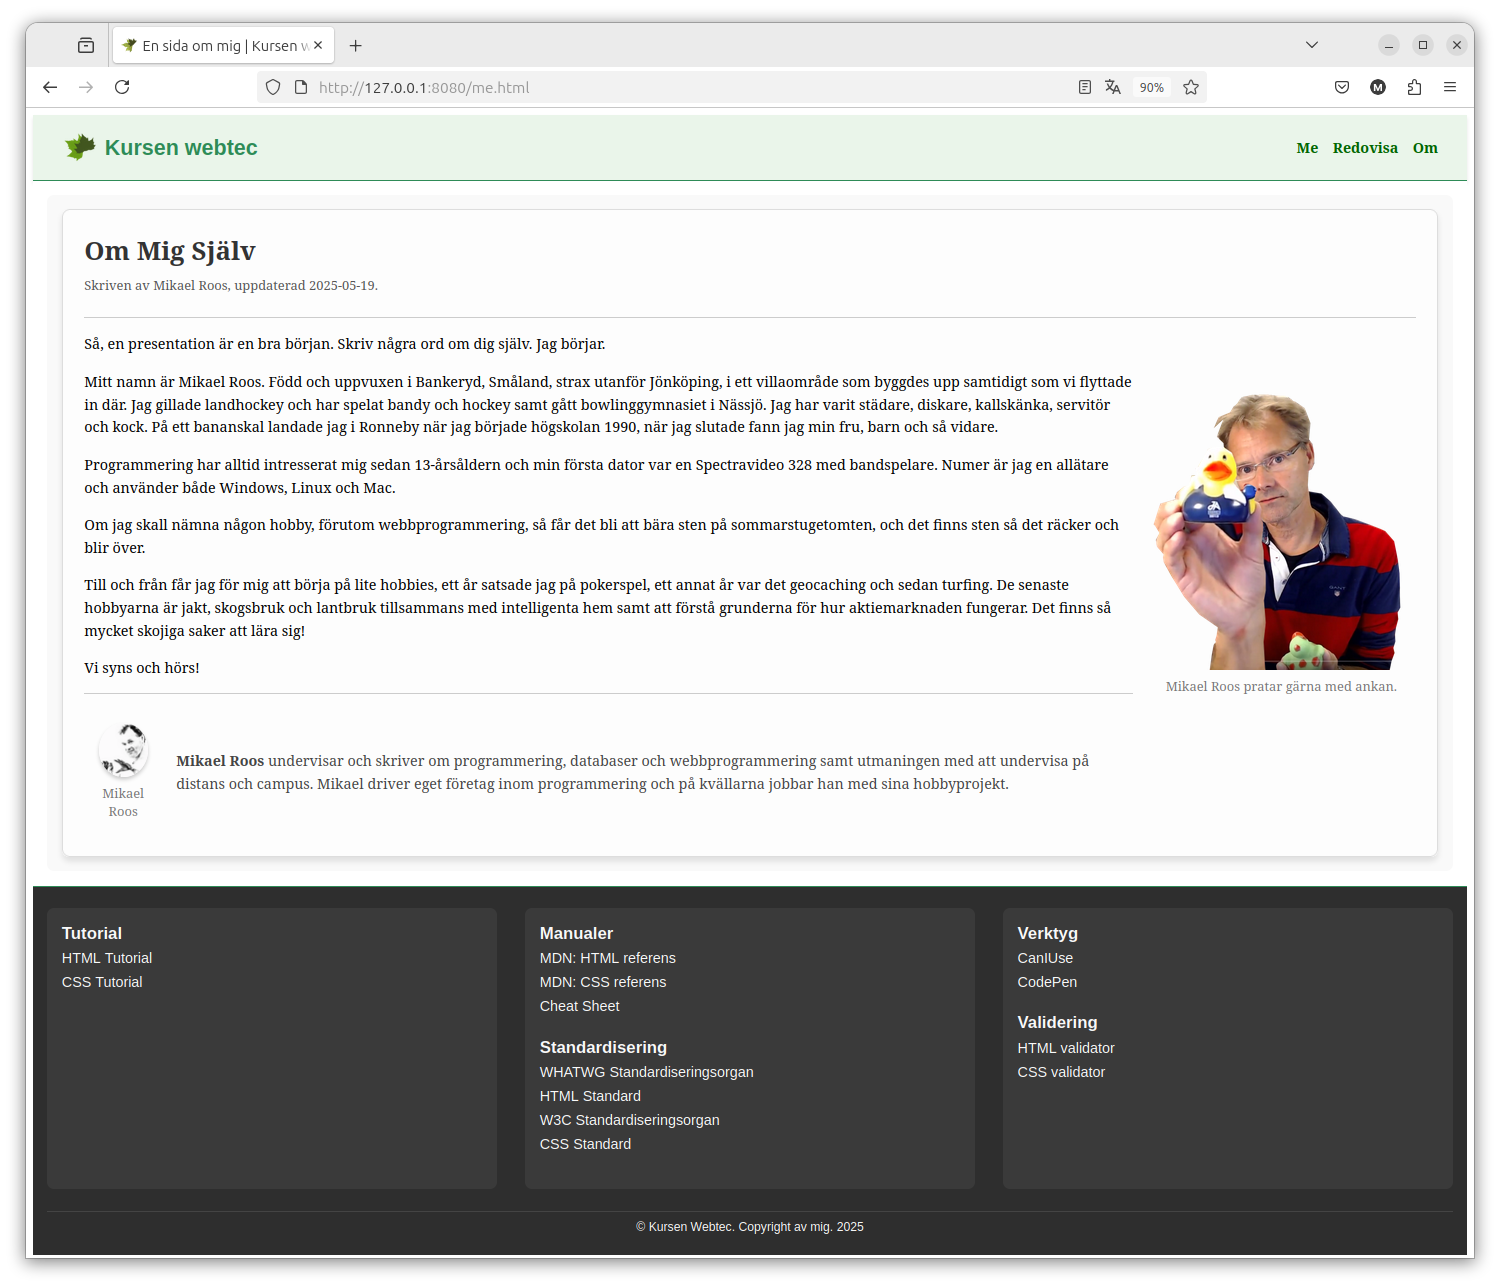 En sida om mig | Kursen w
http://127.0.0.1:8080/me.html
90%
M
Kursen webtec
Me Redovisa Om
Om Mig Själv
Skriven av Mikael Roos, uppdaterad 2025-05-19.
Så, en presentation är en bra början. Skriv några ord om dig själv. Jag börjar.
Mitt namn är Mikael Roos. Född och uppvuxen i Bankeryd, Småland, strax utanför Jönköping, i ett villaområde som byggdes upp samtidigt som vi flyttade
in där. Jag gillade landhockey och har spelat bandy och hockey samt gått bowlinggymnasiet i Nässjö. Jag har varit städare, diskare, kallskänka, servitör
och kock. På ett bananskal landade jag i Ronneby när jag började högskolan 1990, när jag slutade fann jag min fru, barn och så vidare.
Programmering har alltid intresserat mig sedan 13-årsåldern och min första dator var en Spectravideo 328 med bandspelare. Numer är jag en allätare
och använder både Windows, Linux och Mac.
Om jag skall nämna någon hobby, förutom webbprogrammering, så får det bli att bära sten på sommarstugetomten, och det finns sten så det räcker och
blir över.
Till och från får jag för mig att börja på lite hobbies, ett år satsade jag på pokerspel, ett annat år var det geocaching och sedan turfing. De senaste
hobbyarna är jakt, skogsbruk och lantbruk tillsammans med intelligenta hem samt att förstå grunderna för hur aktiemarknaden fungerar. Det finns så
mycket skojiga saker att lära sig!
Vi syns och hörs!
GANT
Mikael Roos pratar gärna med ankan.
Mikael Roos undervisar och skriver om programmering, databaser och webbprogrammering samt utmaningen med att undervisa på
distans och campus. Mikael driver eget företag inom programmering och på kvällarna jobbar han med sina hobbyprojekt.
Mikael
Roos
Tutorial
HTML Tutorial
CSS Tutorial
Manualer
MDN: HTML referens
MDN: CSS referens
Cheat Sheet
Standardisering
WHATWG Standardiseringsorgan
HTML Standard
W3C Standardiseringsorgan
CSS Standard
Verktyg
CanIUse
CodePen
Validering
HTML validator
CSS validator
© Kursen Webtec. Copyright av mig. 2025